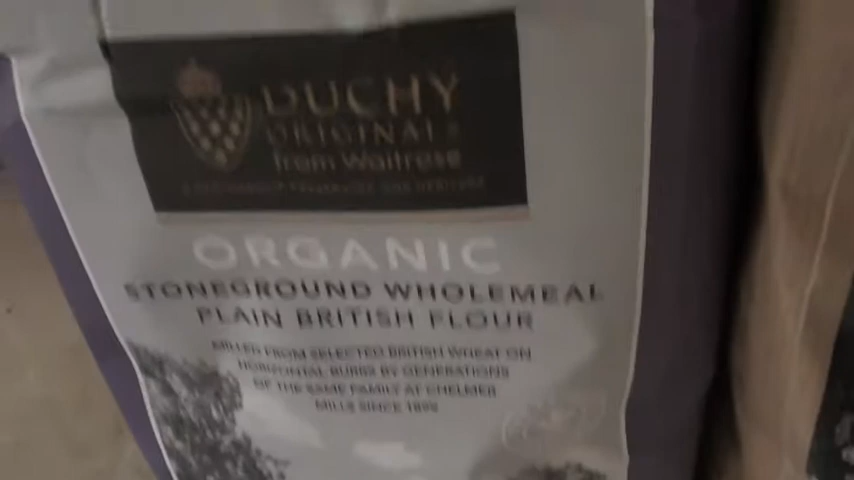 DUCHY
ORIGINALS
from Waitrose
ORGANIC
STONEGROUND WHOLEMEAL
PLAIN BRITISH FLOUR
MILLED FROM SELECTED BRITISH WHEAT ON
HORIZONTAL BURRS BY GENERATIONS
OF THE SAME FAMILY AT CHELMER
MILLS SINCE